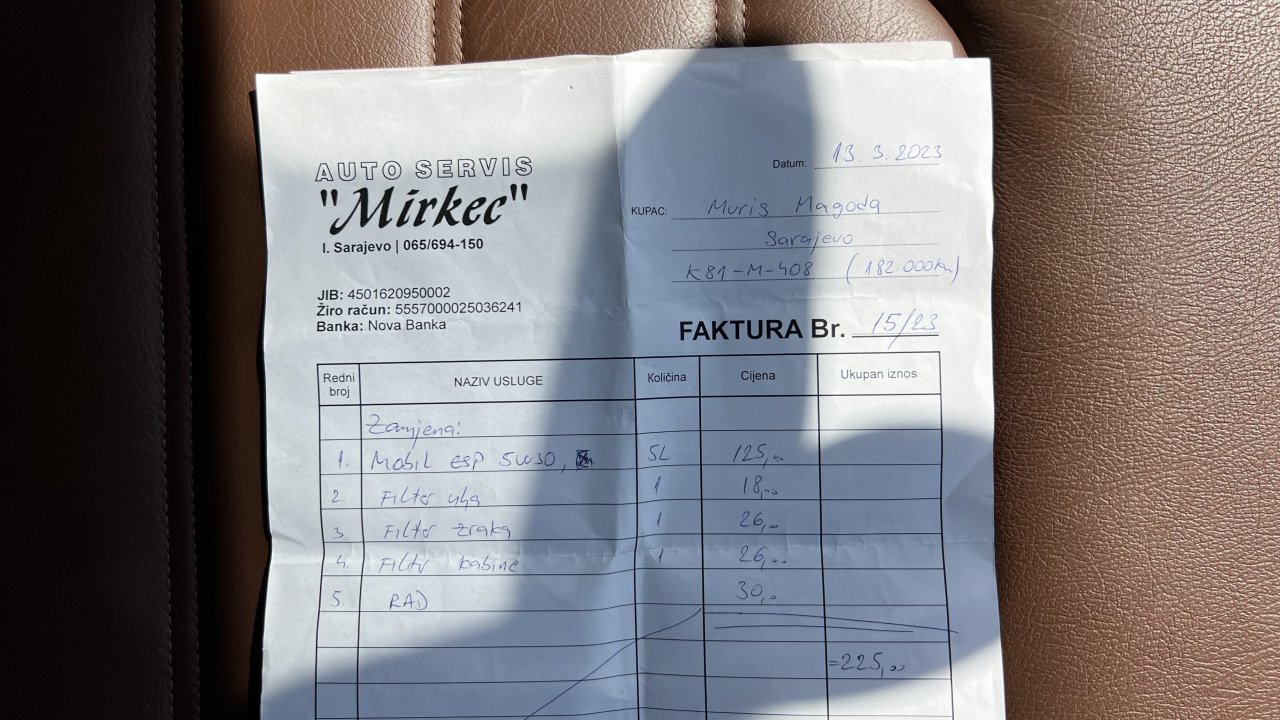 AUTO SERVIS
"Mirkec"
I. Sarajevo | 065/694-150
JIB: 4501620950002
Žiro račun: 5557000025036241
Banka: Nova Banka
Datum: 13 3. 2023
KUPAC: Muris Magoda
Sarajevo
K81-M-408 (182.000km)
FAKTURA Br. 15/23
Redni broj NAZIV USLUGE Količina Cijena Ukupan iznos
Zamjena:
1. Mobil ESP 5W30, 5L 125,00
2 Filter ulja 1 18,00
3 Filter zraka 1 26,00
4. Filter kabine 1 26,00
5. RAD 30,00
=225,00